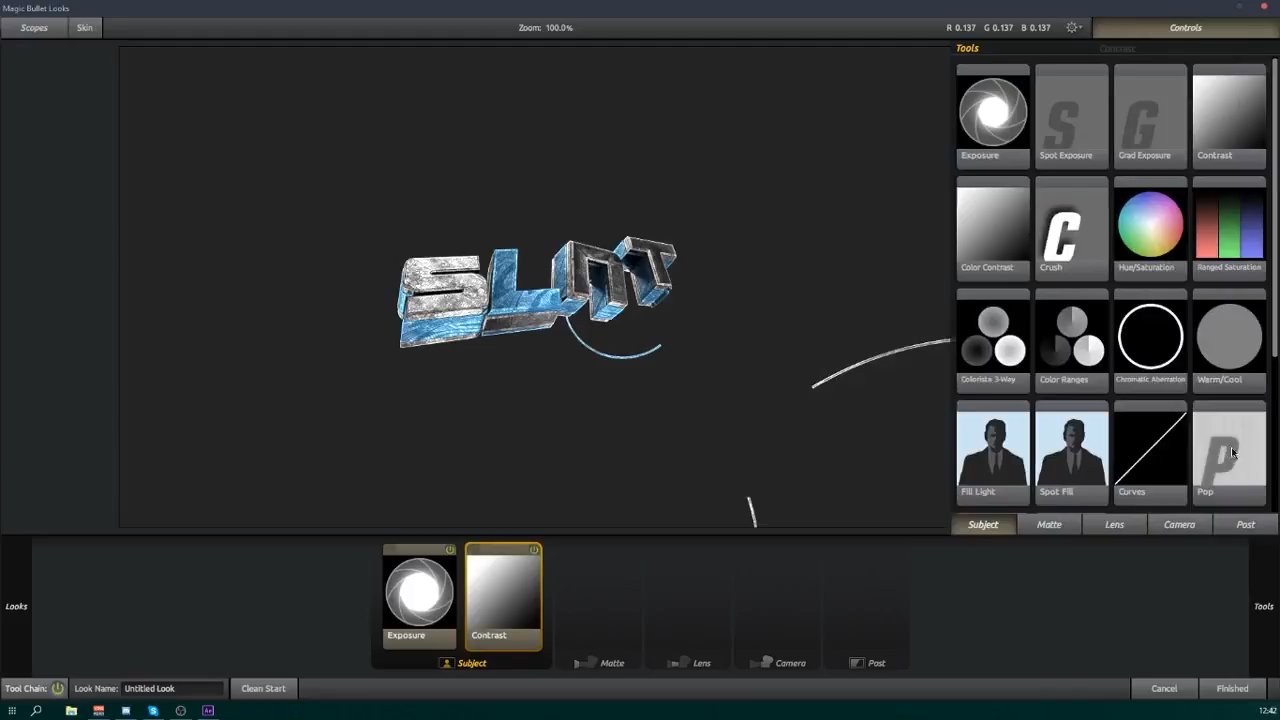 Magic Bullet Looks
Scopes
Skin
Zoom: 100.0%
R 0.137 G 0.137 B 0.137
Controls
Tools
Contrast
Exposure
Spot Exposure
Grad Exposure
Contrast
Color Contrast
Crush
Hue/Saturation
Ranged Saturation
Colorista 3-Way
Color Ranges
Chromatic Aberration
Warm/Cool
Fill Light
Spot Fill
Curves
Pop
S
G
C
P
SLMT
Subject
Matte
Lens
Camera
Post
Looks
Exposure
Contrast
Tools
Subject
Matte
Lens
Camera
Post
Tool Chain:
Look Name: Untitled Look
Clean Start
Cancel
Finished
Ae
12:42